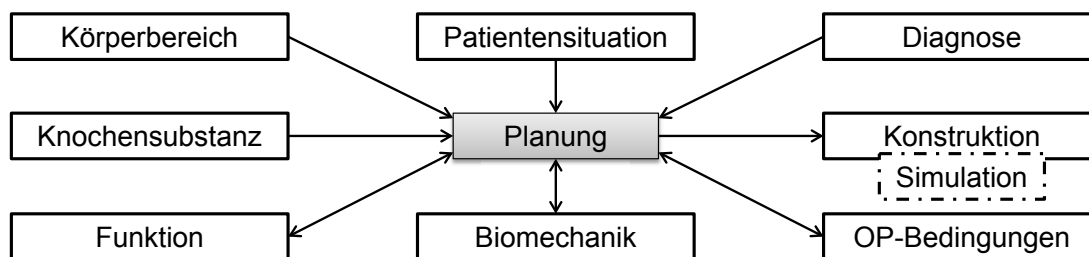 Körperbereich
Patientensituation
Diagnose
Knochensubstanz
Planung
Konstruktion
Simulation
Funktion
Biomechanik
OP-Bedingungen